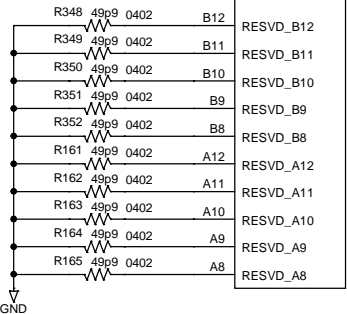 R348 49p9 0402 B12 RESVD_B12
R349 49p9 0402 B11 RESVD_B11
R350 49p9 0402 B10 RESVD_B10
R351 49p9 0402 B9 RESVD_B9
R352 49p9 0402 B8 RESVD_B8
R161 49p9 0402 A12 RESVD_A12
R162 49p9 0402 A11 RESVD_A11
R163 49p9 0402 A10 RESVD_A10
R164 49p9 0402 A9 RESVD_A9
R165 49p9 0402 A8 RESVD_A8
GND